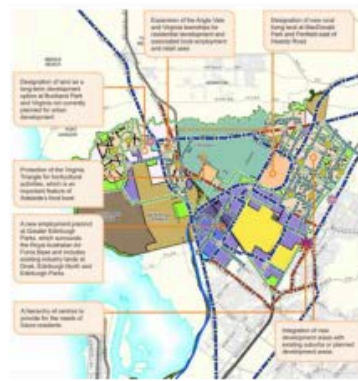 Expansion of the Angle Vale
and Virginia townships for
residential development and
associated local employment
and retail uses
Designation of new rural
living land at MacDonald
Park and Penfield east of
Heaslip Road
Designation of land as a
long-term development
option at Buckland Park
and Virginia not currently
planned for urban
development
Protection of the Virginia
Triangle for horticultural
activities, which is an
important feature of
Adelaide's food bowl
A new employment precinct
at Greater Edinburgh
Parks, which surrounds
the Royal Australian Air
Force Base and includes
existing industry lands at
Direk, Edinburgh North and
Edinburgh Parks
A hierarchy of centres to
provide for the needs of
future residents
Integration of new
development areas with
existing suburbs or planned
development areas